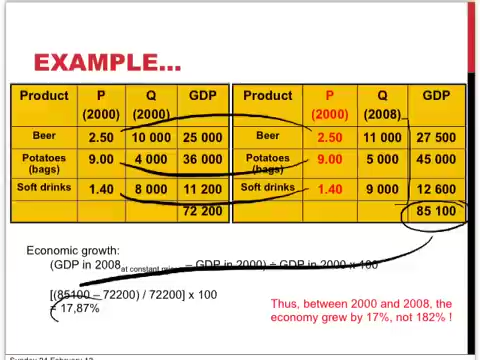 EXAMPLE...
Product P (2000) Q (2000) GDP
Beer 2.50 10 000 25 000
Potatoes (bags) 9.00 4 000 36 000
Soft drinks 1.40 8 000 11 200
72 200
Product P (2000) Q (2008) GDP
Beer 2.50 11 000 27 500
Potatoes (bags) 9.00 5 000 45 000
Soft drinks 1.40 9 000 12 600
85 100
Economic growth:
(GDP in 2008 at constant – GDP in 2000) ÷ GDP in 2000 x 100
[(85100 – 72200) / 72200] x 100
= 17,87%
Thus, between 2000 and 2008, the
economy grew by 17%, not 182% !